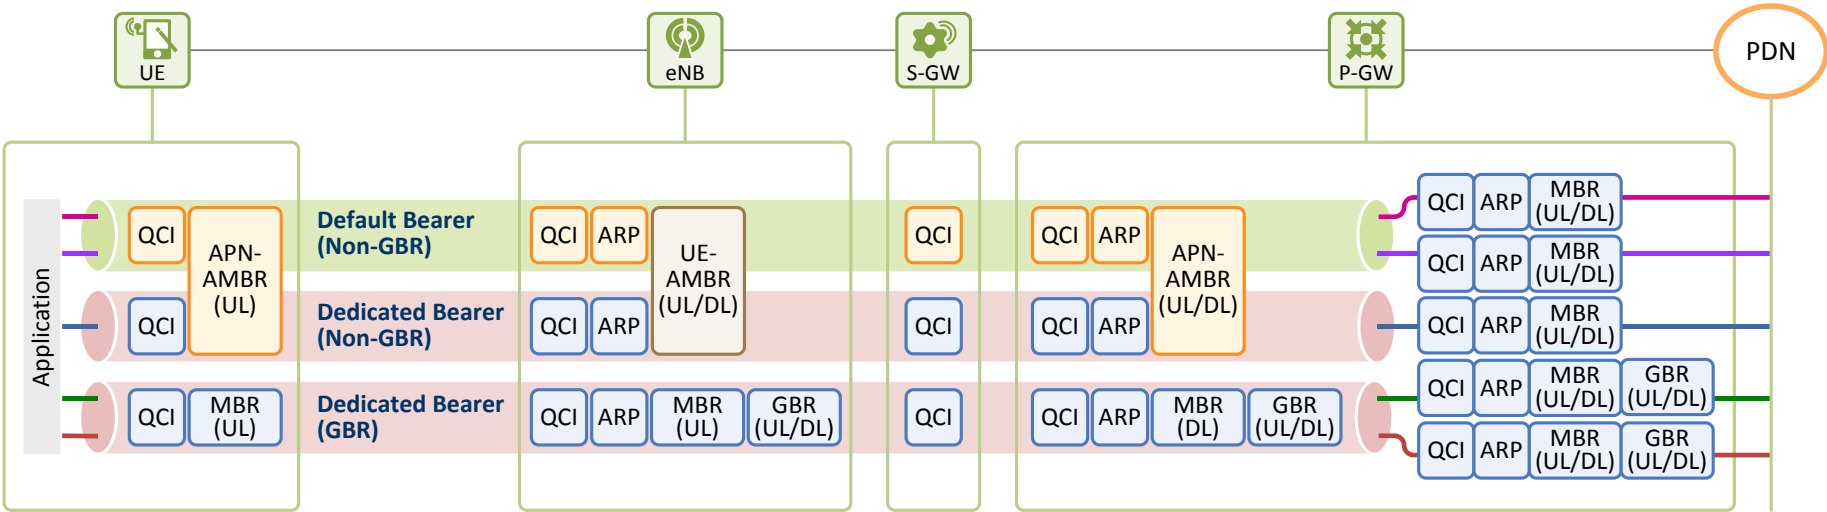 UE
eNB
S-GW
P-GW
PDN
Application
QCI
APN-
AMBR
(UL)
QCI
QCI
MBR
(UL)
Default Bearer
(Non-GBR)
Dedicated Bearer
(Non-GBR)
Dedicated Bearer
(GBR)
QCI
ARP
UE-
AMBR
(UL/DL)
QCI
ARP
QCI
ARP
MBR
(UL)
GBR
(UL/DL)
QCI
QCI
QCI
QCI
ARP
APN-
AMBR
(UL/DL)
QCI
ARP
QCI
ARP
MBR
(DL)
GBR
(UL/DL)
QCI
ARP
MBR
(UL/DL)
QCI
ARP
MBR
(UL/DL)
QCI
ARP
MBR
(UL/DL)
QCI
ARP
MBR
(UL/DL)
GBR
(UL/DL)
QCI
ARP
MBR
(UL/DL)
GBR
(UL/DL)